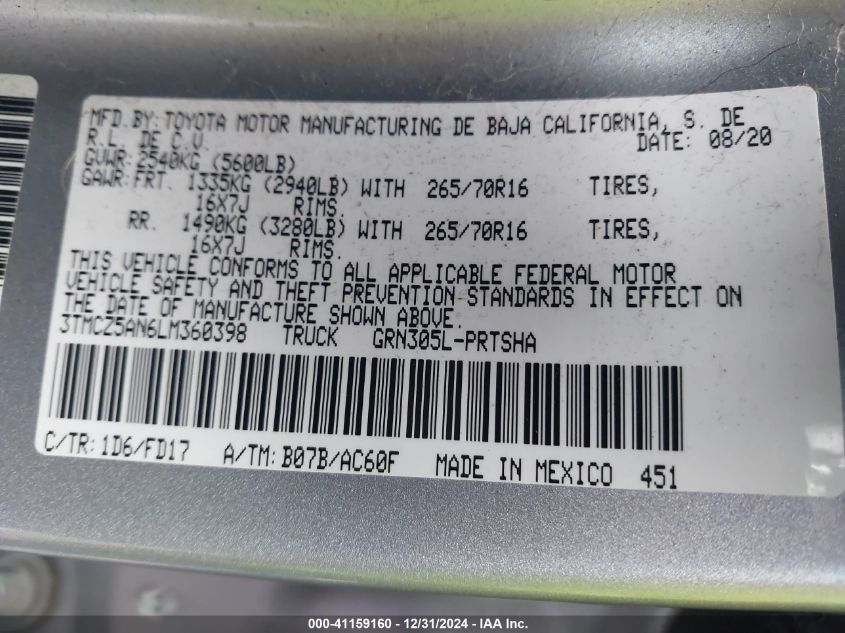 MFD. BY: TOYOTA MOTOR MANUFACTURING DE BAJA CALIFORNIA, S. DE
R.L. DE C.V. DATE: 08/20
GVWR: 2540KG (5600LB)
GAWR: FRT. 1335KG (2940LB) WITH 265/70R16 TIRES,
16X7J RIMS.
RR. 1490KG (3280LB) WITH 265/70R16 TIRES,
16X7J RIMS.
THIS VEHICLE CONFORMS TO ALL APPLICABLE FEDERAL MOTOR
VEHICLE SAFETY AND THEFT PREVENTION STANDARDS IN EFFECT ON
THE DATE OF MANUFACTURE SHOWN ABOVE.
3TMCZ5AN6LM360398 TRUCK GRN305L-PRTSHA
C/TR: 1D6/FD17 A/TM: B07B/AC60F MADE IN MEXICO 451
000-41159160 - 12/31/2024 - PAA Inc.